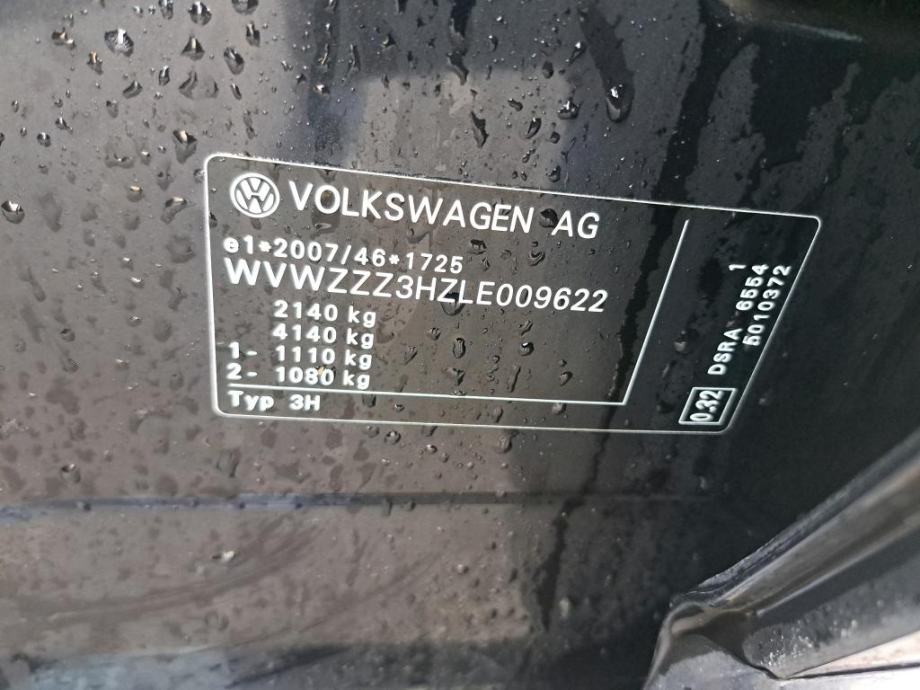 VOLKSWAGEN AG
e1*2007/46*1725
WVWZZZ3HZLE009622
2140 kg
4140 kg
1- 1110 kg
2- 1080 kg
Typ 3H
0.32
DSRA 6554 1
5010372